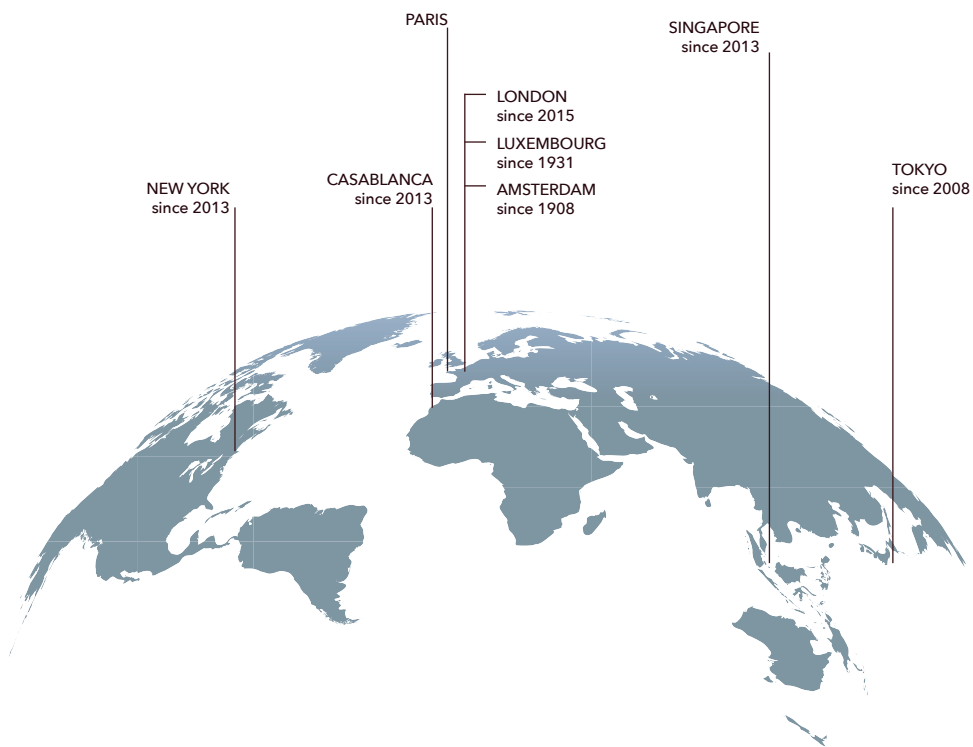 PARIS
SINGAPORE
since 2013
LONDON
since 2015
LUXEMBOURG
since 1931
AMSTERDAM
since 1908
TOKYO
since 2008
CASABLANCA
since 2013
NEW YORK
since 2013